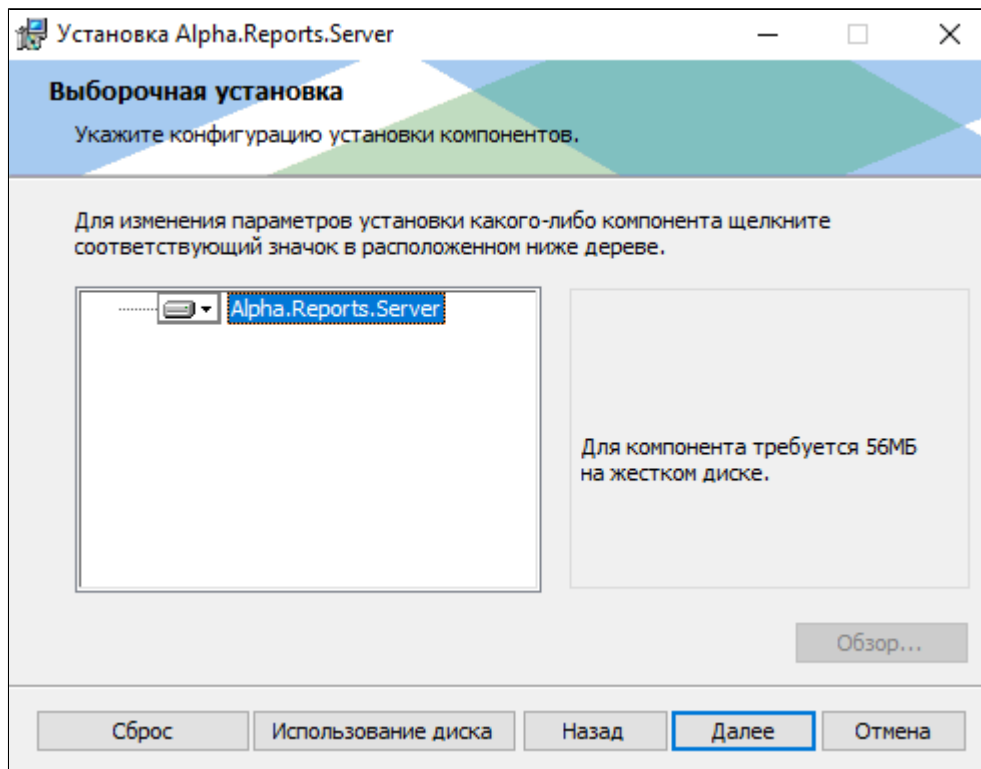 Установка Alpha.Reports.Server
Выборочная установка
Укажите конфигурацию установки компонентов.
Для изменения параметров установки какого-либо компонента щелкните
соответствующий значок в расположенном ниже дереве.
Alpha.Reports.Server
Для компонента требуется 56МБ
на жестком диске.
Обзор...
Сброс
Использование диска
Назад
Далее
Отмена